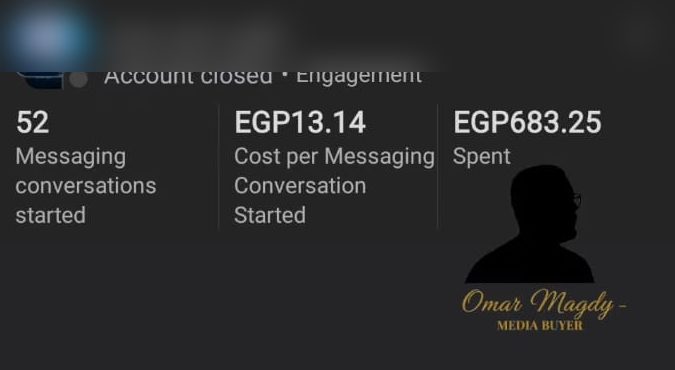 Account closed • Engagement
52
Messaging
conversations
started
EGP13.14
Cost per Messaging
Conversation
Started
EGP683.25
Spent
Omar Magdy -
MEDIA BUYER